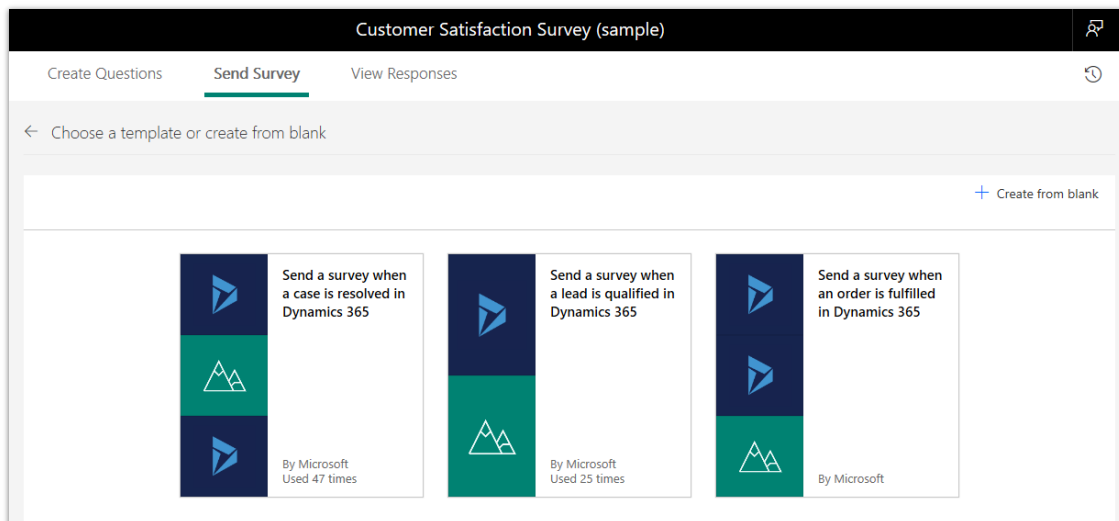 Customer Satisfaction Survey (sample)
Create Questions Send Survey View Responses
← Choose a template or create from blank
+ Create from blank
Send a survey when
a case is resolved in
Dynamics 365
By Microsoft
Used 47 times
Send a survey when
a lead is qualified in
Dynamics 365
By Microsoft
Used 25 times
Send a survey when
an order is fulfilled
in Dynamics 365
By Microsoft